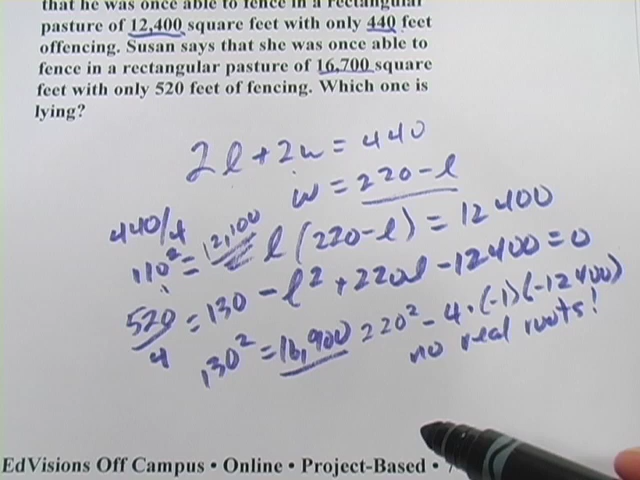 that he was once able to fence in a rectangular
pasture of 12,400 square feet with only 440 feet
offencing. Susan says that she was once able to
fence in a rectangular pasture of 16,700 square
feet with only 520 feet of fencing. Which one is
lying?
2l + 2w = 440
w = 220 - l
440/4
l (220 - l) = 12400
110² = 12,100
- l² + 220l - 12400 = 0
520/4 = 130
220² - 4 · (-1)(-12400)
130² = 16,900
no real roots!
EdVisions Off Campus • Online • Project-Based •